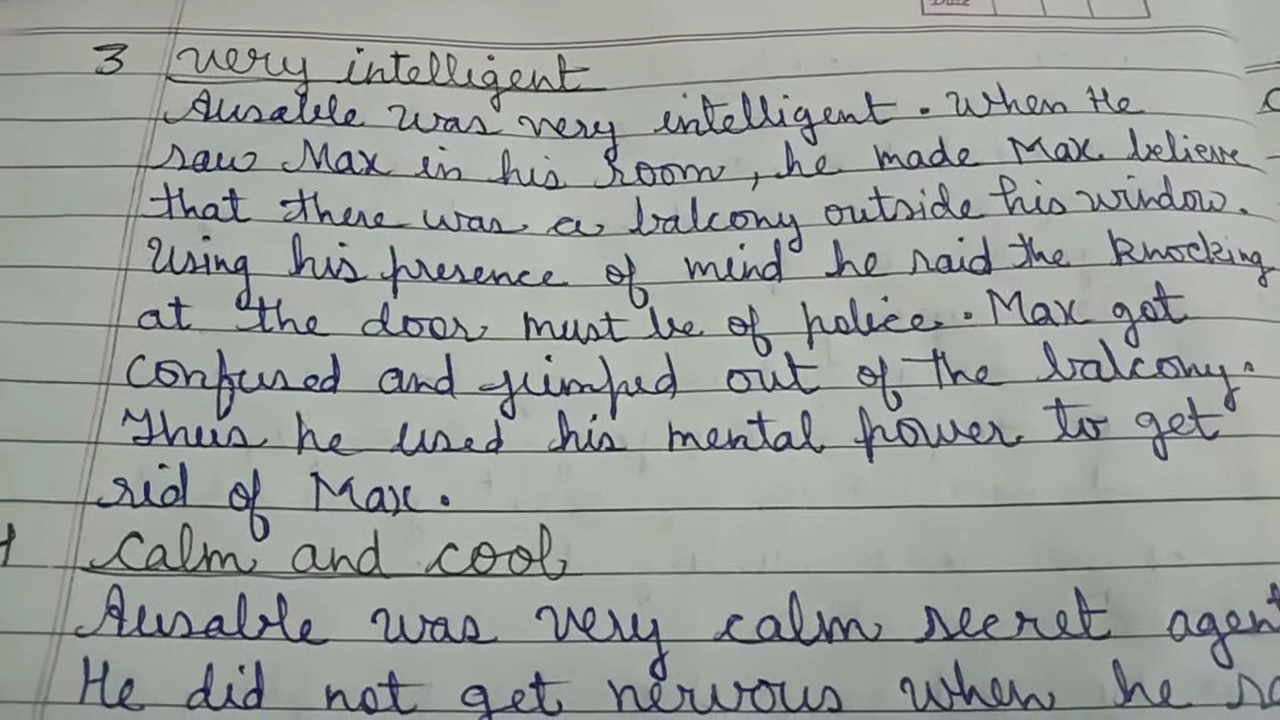 3 very intelligent
Ausable was very intelligent. When He
saw Max in his room, he made Max believe
that there was a balcony outside his window.
Using his presence of mind he said the knocking
at the door must be of police. Max got
confused and jumped out of the balcony.
Thus he used his mental power to get
rid of Max.
calm and cool
Ausable was very calm secret agent
He did not get nervous when he